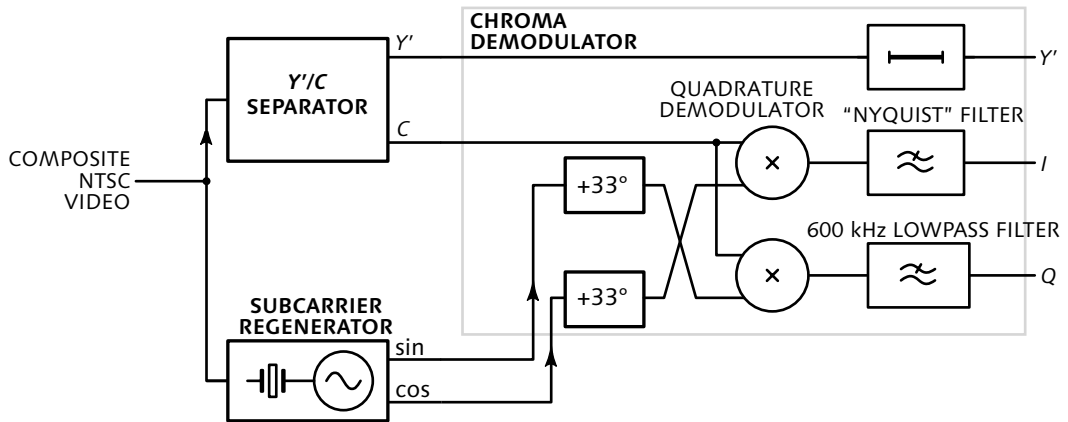 CHROMA
DEMODULATOR
Y′
Y′/C
SEPARATOR
Y′
QUADRATURE
DEMODULATOR
“NYQUIST” FILTER
C
×
I
COMPOSITE
NTSC
VIDEO
+33°
600 kHz LOWPASS FILTER
×
Q
+33°
SUBCARRIER
REGENERATOR
sin
cos